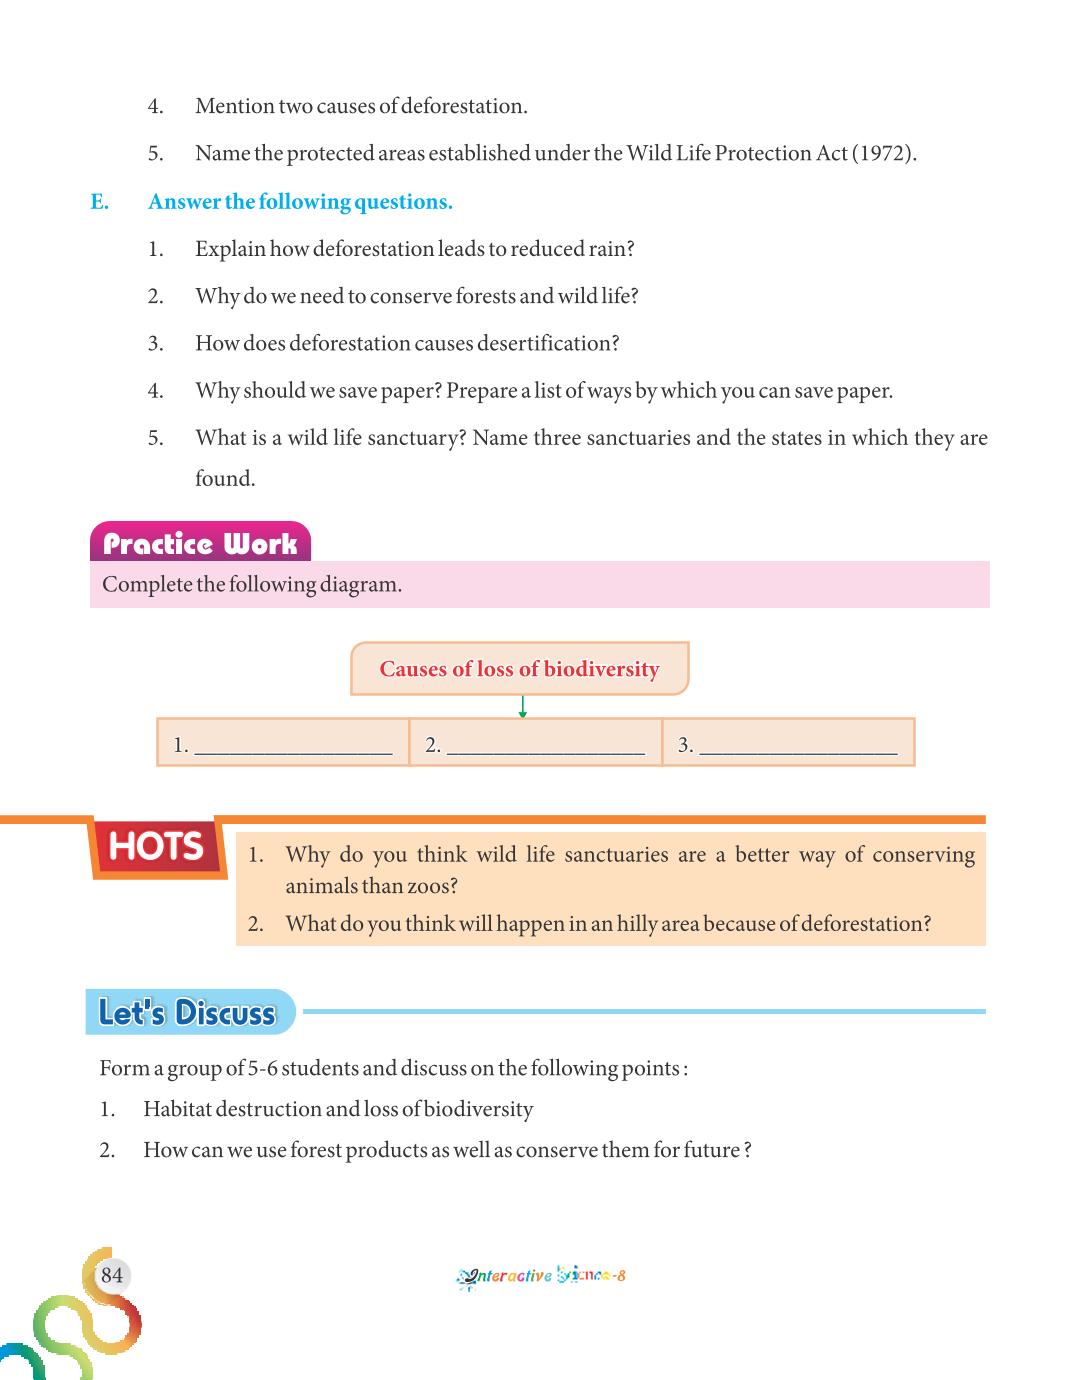 4. Mention two causes of deforestation.
5. Name the protected areas established under the Wild Life Protection Act (1972).
E. Answer the following questions.
1. Explain how deforestation leads to reduced rain?
2. Why do we need to conserve forests and wild life?
3. How does deforestation causes desertification?
4. Why should we save paper? Prepare a list of ways by which you can save paper.
5. What is a wild life sanctuary? Name three sanctuaries and the states in which they are
found.
Practice Work
Complete the following diagram.
Causes of loss of biodiversity
1. _________________ 2. _________________ 3. _________________
HOTS
1. Why do you think wild life sanctuaries are a better way of conserving
animals than zoos?
2. What do you think will happen in an hilly area because of deforestation?
Let's Discuss
Form a group of 5-6 students and discuss on the following points :
1. Habitat destruction and loss of biodiversity
2. How can we use forest products as well as conserve them for future ?
84
Interactive Science-8